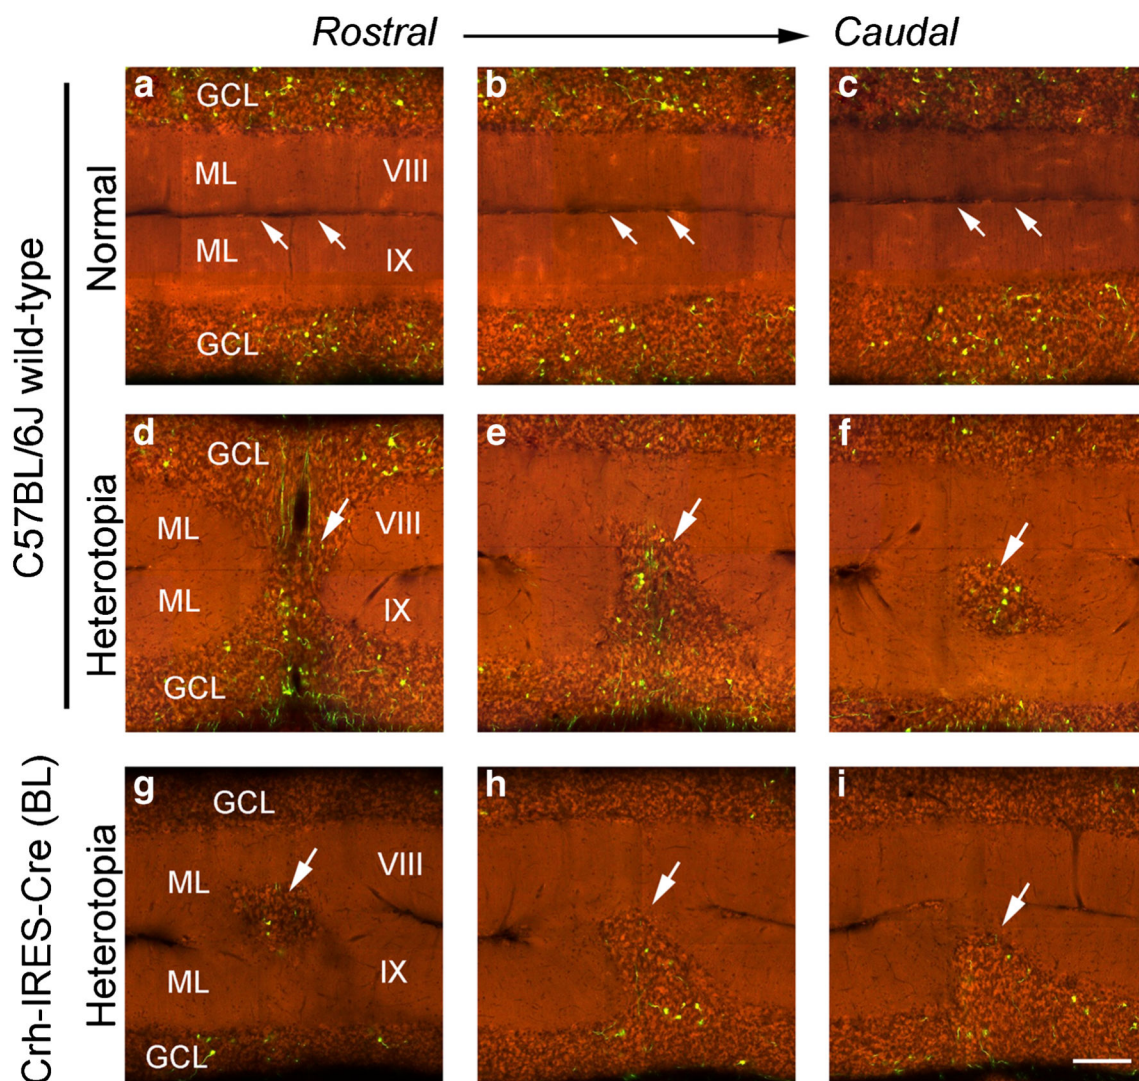 Rostral Caudal
C57BL/6J wild-type
Normal
a b c
GCL
ML VIII
ML IX
GCL
Heterotopia
d e f
GCL
ML VIII
ML IX
GCL
Crh-IRES-Cre (BL)
Heterotopia
g h i
GCL
ML VIII
ML IX
GCL